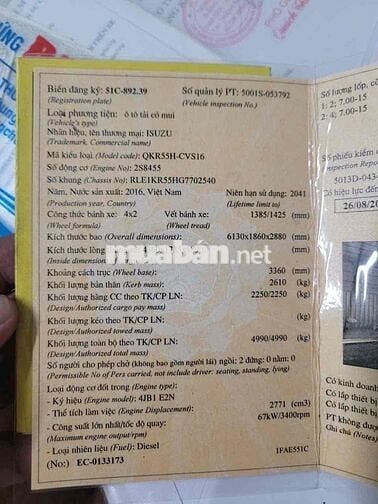 Biển đăng ký: 51C-892.39 Số quản lý PT: 5001S-053792
(Registration plate) (Vehicle inspection No.)
Loại phương tiện: ô tô tải có mui
(Vehicle's type)
Nhãn hiệu, tên thương mại: ISUZU
(Trademark, Commercial name)
Mã kiểu loại (Model code): QKR55H-CVS16
Số động cơ (Engine No): 2S8455
Số khung (Chassis No): RLE1KR55HG7702540
Năm, Nước sản xuất: 2016, Việt Nam Niên hạn sử dụng: 2041
(Production year, Country) (Lifetime limit to)
Công thức bánh xe: 4x2 Vết bánh xe: 1385/1425 (mm)
(Wheel formula) (Wheel tread)
Kích thước bao (Overall dimensions): 6130x1860x2880 (mm)
Kích thước lòng
(Inside dimension
muaban.net
Khoảng cách trục (Wheel base): 3360 (mm)
Khối lượng bản thân (Kerb mass): 2610 (kg)
Khối lượng hàng CC theo TK/CP LN: 2250/2250 (kg)
(Design/Authorized cargo pay mass)
Khối lượng kéo theo TK/CP LN: (kg)
(Design/Authorized towed mass)
Khối lượng toàn bộ theo TK/CP LN: 4990/4990 (kg)
(Design/Authorized total mass)
Số người cho phép chở (không bao gồm người lái) ngồi: 2 đứng: 0 nằm: 0
(Permissible No of Pers carried, not include driver: seating, standing, lying)
Loại động cơ đốt trong (Engine type):
- Ký hiệu (Engine model): 4JB1 E2N
- Thể tích làm việc (Engine Displacement): 2771 (cm3)
- Công suất lớn nhất/tốc độ quay: 67kW/3400rpm
(Maximum engine output/rpm)
- Loại nhiên liệu (Fuel): Diesel 1FAE551C
(No:) EC-0133173
Số lượng lốp, cỡ
1: 2; 7.00-15
2: 4; 7.00-15
Số phiếu kiểm
(Inspection Repor
5013D-043
Có hiệu lực đến
26/08/
Có kinh doanh
Có lắp thiết bị
Có lắp thiết bị
PT không được
Ghi chú (Notes)